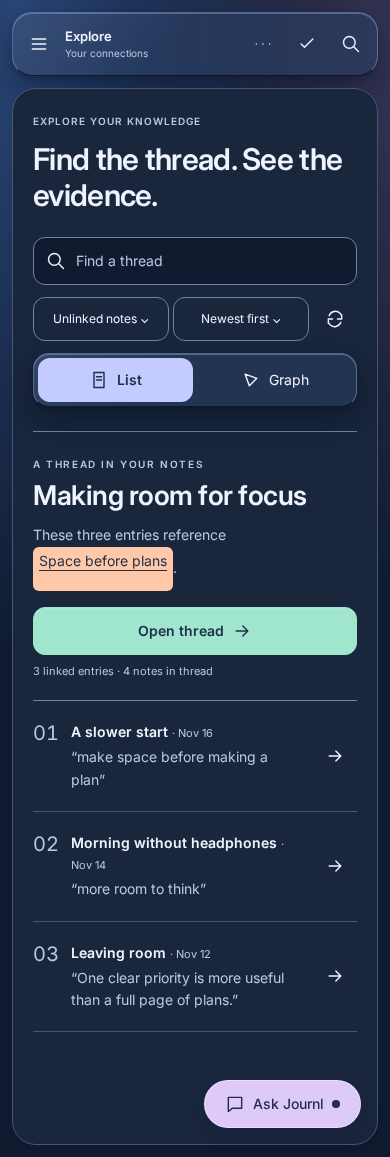 Explore
Your connections
...
EXPLORE YOUR KNOWLEDGE
Find the thread. See the
evidence.
Find a thread
Unlinked notes
Newest first
List
Graph
A THREAD IN YOUR NOTES
Making room for focus
These three entries reference
Space before plans.
Open thread →
3 linked entries · 4 notes in thread
01 A slower start · Nov 16
“make space before making a
plan”
02 Morning without headphones ·
Nov 14
“more room to think”
03 Leaving room · Nov 12
“One clear priority is more useful
than a full page of plans.”
Ask Journl